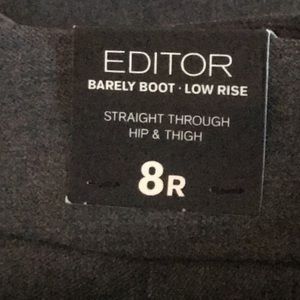 EDITOR
BARELY BOOT · LOW RISE
STRAIGHT THROUGH
HIP & THIGH
8R